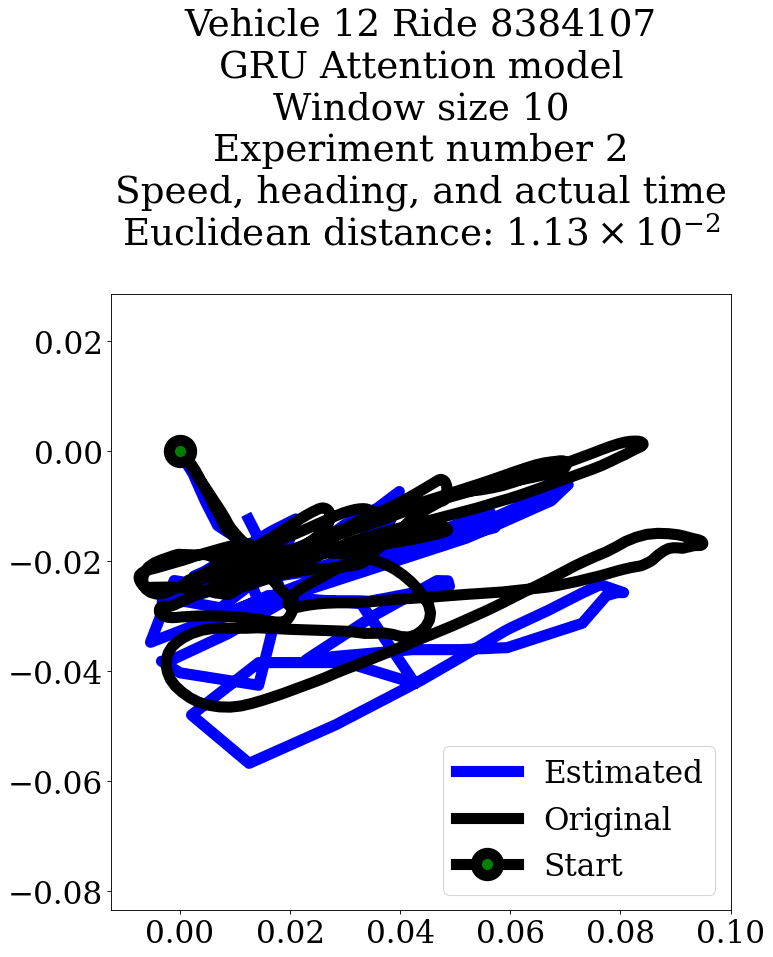 Vehicle 12 Ride 8384107
GRU Attention model
Window size 10
Experiment number 2
Speed, heading, and actual time
Euclidean distance: 1.13 × 10⁻²
0.02
0.00
−0.02
−0.04
−0.06
−0.08
Estimated
Original
Start
0.00 0.02 0.04 0.06 0.08 0.10